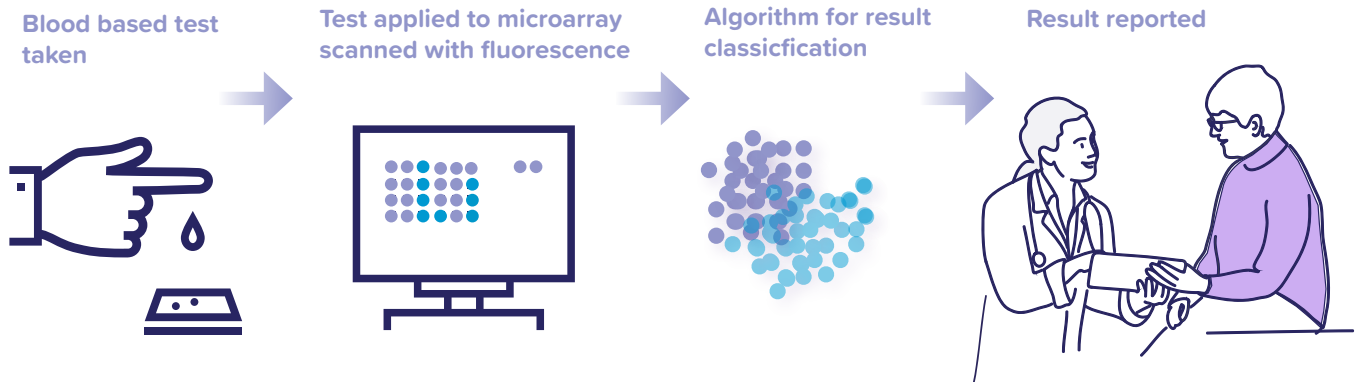 Blood based test
taken
Test applied to microarray
scanned with fluorescence
Algorithm for result
classicfication
Result reported